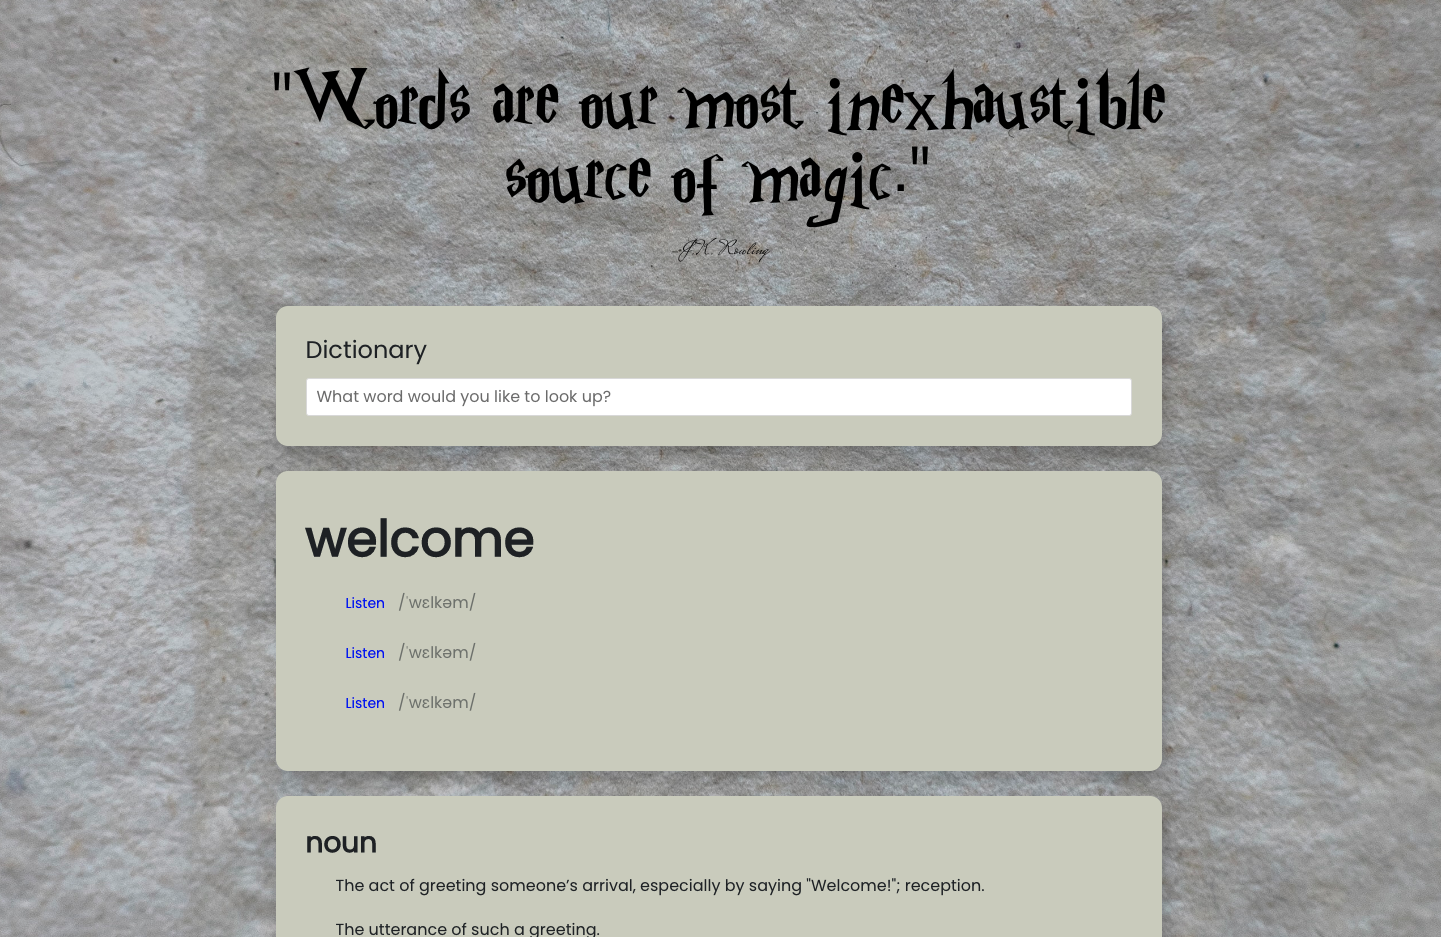 "Words are our most inexhaustible
source of magic."
-J.K. Rowling
Dictionary
What word would you like to look up?
welcome
Listen /ˈwɛlkəm/
Listen /ˈwɛlkəm/
Listen /ˈwɛlkəm/
noun
The act of greeting someone’s arrival, especially by saying "Welcome!"; reception.
The utterance of such a greeting.